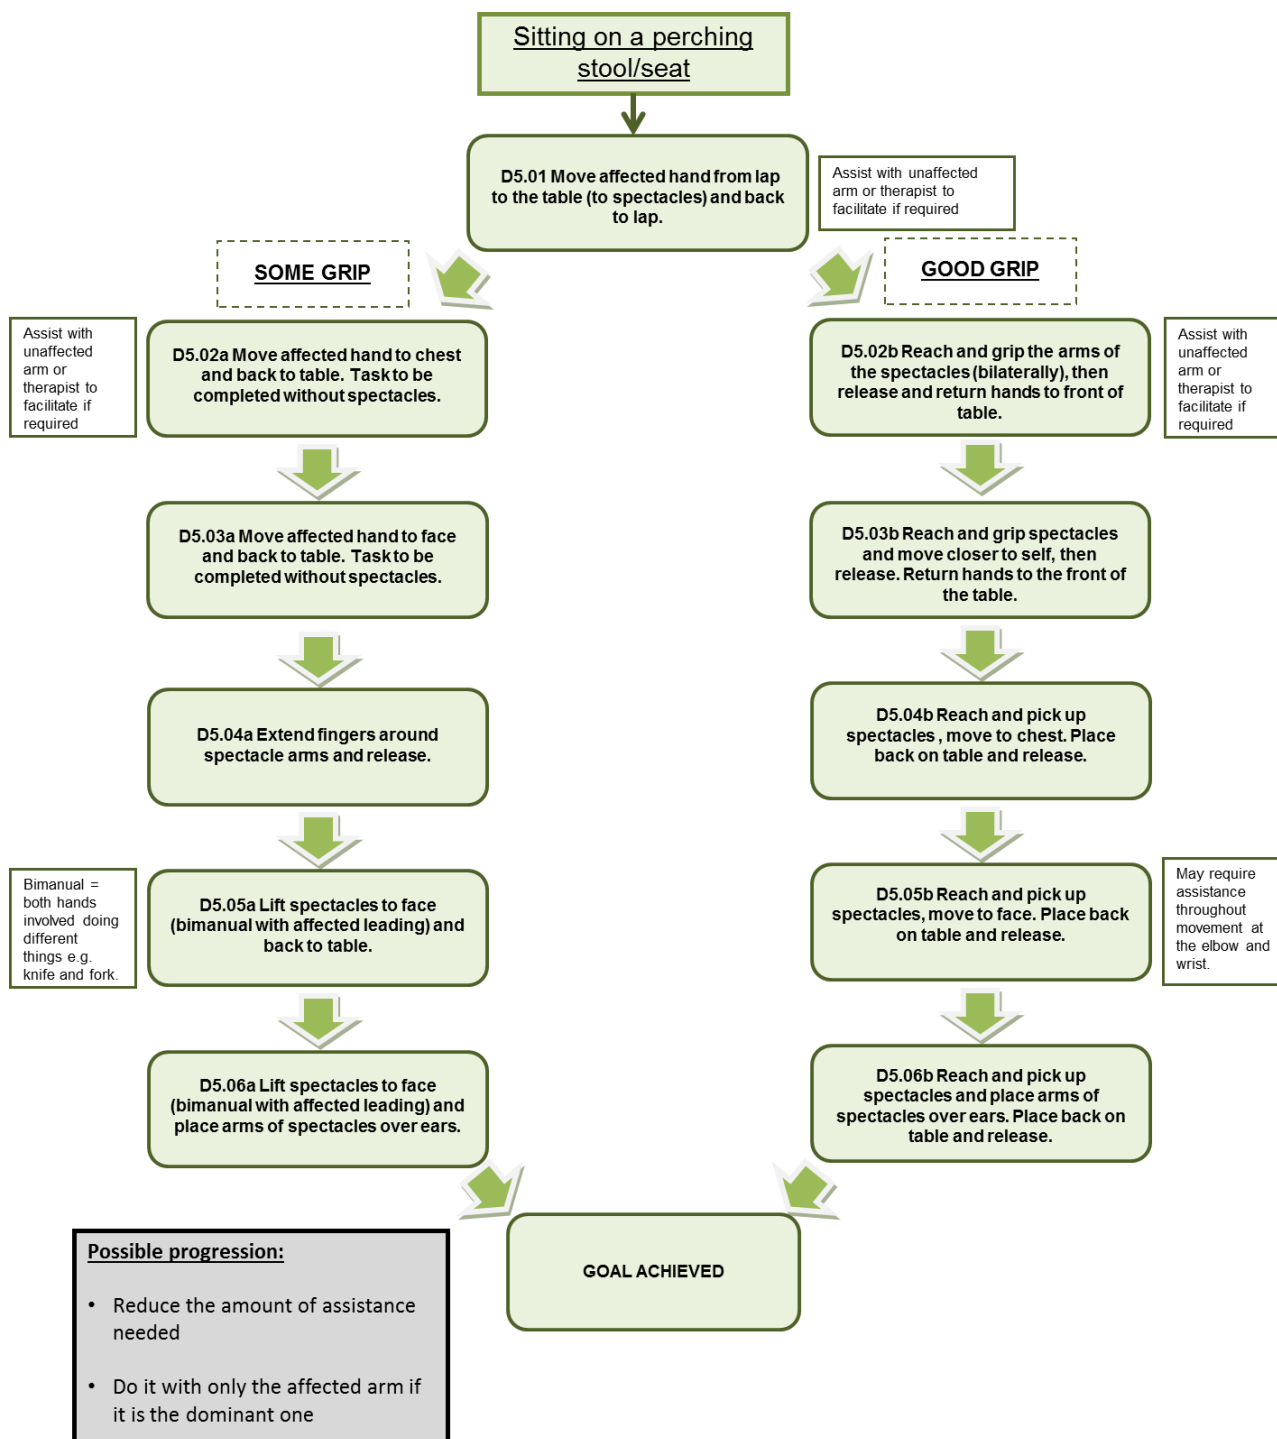 Sitting on a perching
stool/seat
D5.01 Move affected hand from lap
to the table (to spectacles) and back
to lap.
Assist with unaffected
arm or therapist to
facilitate if required
SOME GRIP
GOOD GRIP
Assist with
unaffected
arm or
therapist to
facilitate if
required
D5.02a Move affected hand to chest
and back to table. Task to be
completed without spectacles.
D5.02b Reach and grip the arms of
the spectacles (bilaterally), then
release and return hands to front of
table.
Assist with
unaffected
arm or
therapist to
facilitate if
required
D5.03a Move affected hand to face
and back to table. Task to be
completed without spectacles.
D5.03b Reach and grip spectacles
and move closer to self, then
release. Return hands to the front of
the table.
D5.04a Extend fingers around
spectacle arms and release.
D5.04b Reach and pick up
spectacles , move to chest. Place
back on table and release.
Bimanual =
both hands
involved doing
different
things e.g.
knife and fork.
D5.05a Lift spectacles to face
(bimanual with affected leading) and
back to table.
D5.05b Reach and pick up
spectacles, move to face. Place back
on table and release.
May require
assistance
throughout
movement at
the elbow and
wrist.
D5.06a Lift spectacles to face
(bimanual with affected leading) and
place arms of spectacles over ears.
D5.06b Reach and pick up
spectacles and place arms of
spectacles over ears. Place back on
table and release.
GOAL ACHIEVED
Possible progression:
• Reduce the amount of assistance
needed
• Do it with only the affected arm if
it is the dominant one